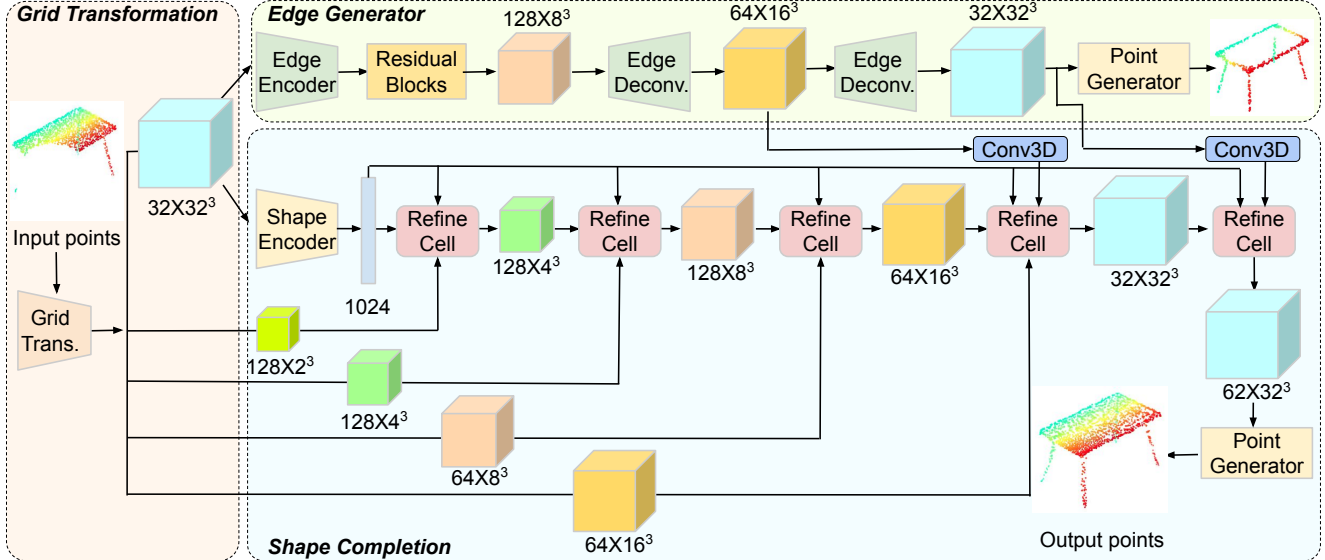 Grid Transformation
Input points
Grid
Trans.
32X32³
Edge Generator
Edge
Encoder
Residual
Blocks
128X8³
Edge
Deconv.
64X16³
Edge
Deconv.
32X32³
Point
Generator
Conv3D
Conv3D
Shape
Encoder
1024
Refine
Cell
128X4³
Refine
Cell
128X8³
Refine
Cell
64X16³
Refine
Cell
32X32³
Refine
Cell
62X32³
128X2³
128X4³
64X8³
64X16³
Point
Generator
Output points
Shape Completion